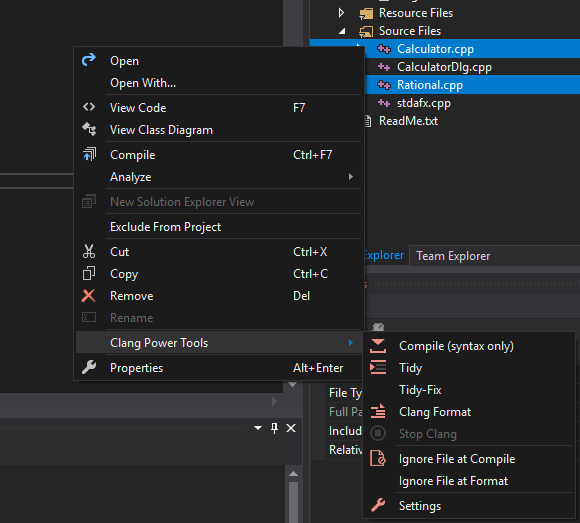 Resource Files
Source Files
Calculator.cpp
CalculatorDlg.cpp
Rational.cpp
stdafx.cpp
ReadMe.txt
Open
Open With...
View Code F7
View Class Diagram
Compile Ctrl+F7
Analyze
New Solution Explorer View
Exclude From Project
Cut Ctrl+X
Copy Ctrl+C
Remove Del
Rename
Clang Power Tools
Properties Alt+Enter
Explorer Team Explorer
Compile (syntax only)
Tidy
Tidy-Fix
Clang Format
Stop Clang
Ignore File at Compile
Ignore File at Format
Settings
File Ty
Full Pa
Includ
Relativ